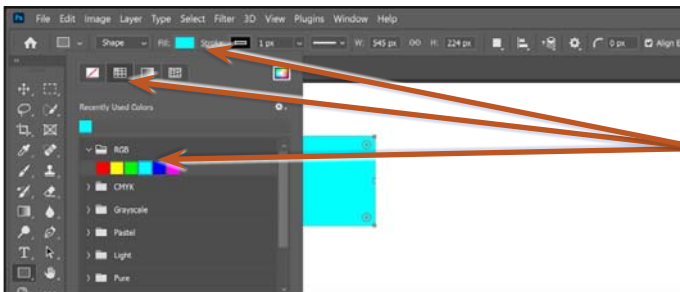 Ps File Edit Image Layer Type Select Filter 3D View Plugins Window Help
Shape Fill: Stroke: 1 px W: 545 px H: 224 px 0 px Align E
Recently Used Colors
RGB
CMYK
Grayscale
Pastel
Light
Pure
T